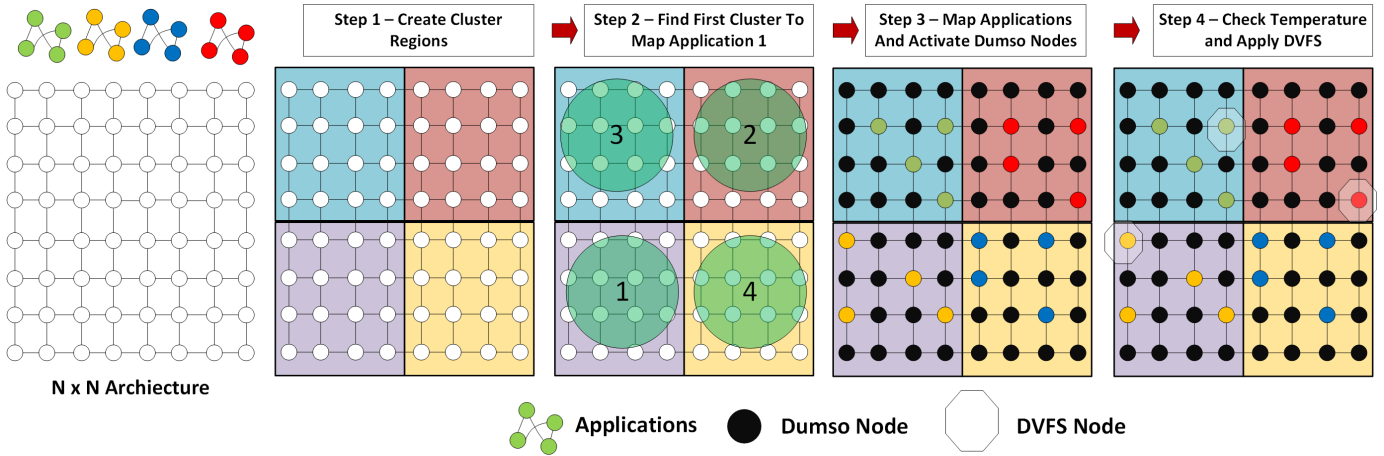 Step 1 – Create Cluster
Regions
Step 2 – Find First Cluster To
Map Application 1
Step 3 – Map Applications
And Activate Dumso Nodes
Step 4 – Check Temperature
and Apply DVFS
3
2
1
4
N x N Archiecture
Applications
Dumso Node
DVFS Node